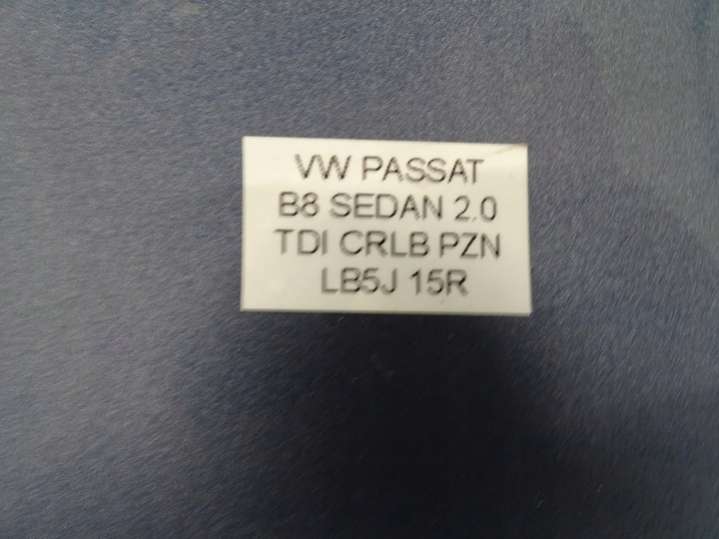 VW PASSAT
B8 SEDAN 2.0
TDI CRLB PZN
LB5J 15R